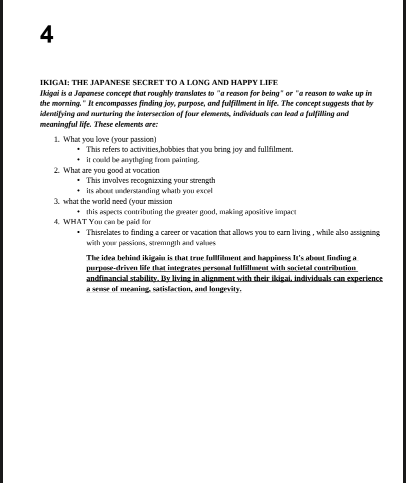 4
IKIGAI: THE JAPANESE SECRET TO A LONG AND HAPPY LIFE
Ikigai is a Japanese concept that roughly translates to "a reason for being" or "a reason to wake up in
the morning." It encompasses finding joy, purpose, and fulfillment in life. The concept suggests that by
identifying and nurturing the intersection of four elements, individuals can lead a fulfilling and
meaningful life. These elements are:
1. What you love (your passion)
• This refers to activities,hobbies that you bring joy and fullfilment.
• it could be anythging from painting.
2. What are you good at vocation
• This involves recognizxing your strength
• its about understanding whatb you excel
3. what the world need (your mission
• this aspects contributing the greater good, making apositive impact
4. WHAT You can be paid for
• Thisrelates to finding a career or vacation that allows you to earn living , while also assigning
with your passions, stremngth and values
The idea behind ikigaiu is that true fullfilment and happiness It's about finding a
purpose-driven life that integrates personal fulfillment with societal contribution
andfinancial stability. By living in alignment with their ikigai, individuals can experience
a sense of meaning, satisfaction, and longevity.